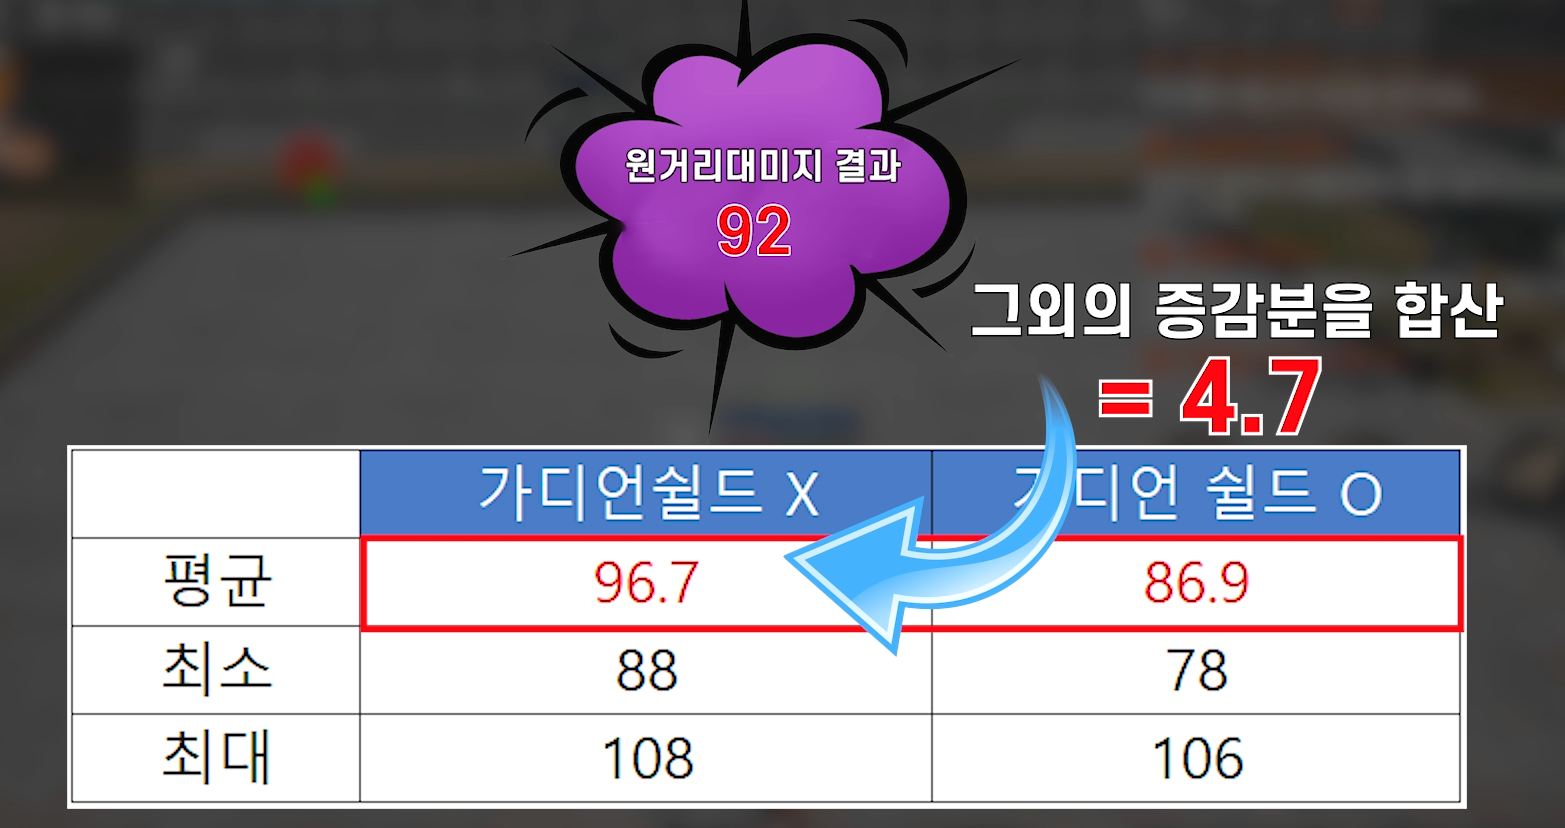 원거리대미지 결과
92
그외의 증감분을 합산
= 4.7
가디언쉴드 X 가디언 쉴드 O
평균 96.7 86.9
최소 88 78
최대 108 106